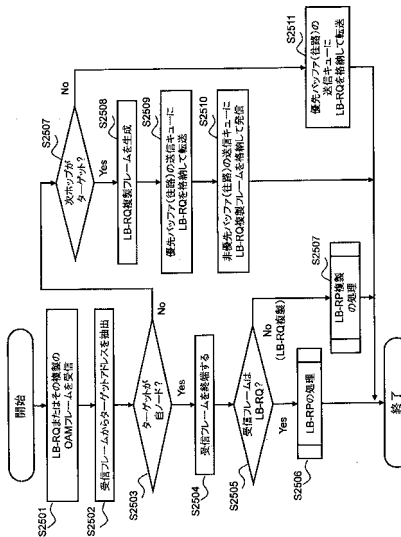 開始
S2501
LB-RQまたはその複製の
OAMフレームを受信
S2502
受信フレームからターゲットアドレスを抽出
S2503
ターゲットが
自ノード?
No
Yes
S2504
受信フレームを終端する
S2505
受信フレームは
LB-RQ?
No
(LB-RQ複製)
Yes
S2506
LB-RPの処理
S2507
LB-RP複製
の処理
終了
S2507
次ホップが
ターゲット?
No
Yes
S2508
LB-RQ複製フレームを生成
S2509
優先バッファ(往路)の送信キューに
LB-RQを格納して転送
S2510
非優先バッファ(往路)の送信キューに
LB-RQ複製フレームを格納して発信
S2511
優先バッファ(往路)の
送信キューに
LB-RQを格納して転送